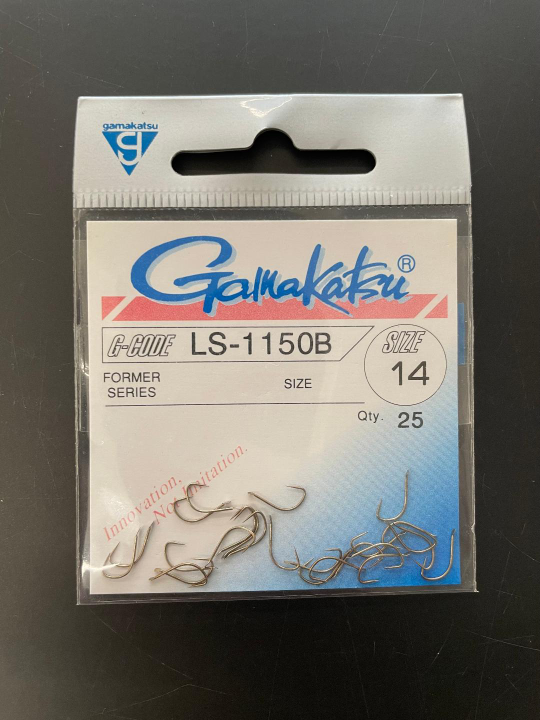 gamakatsu
g
Gamakatsu®
G-CODE LS-1150B
SIZE
14
FORMER
SERIES
SIZE
Qty. 25
Innovation.
Not Imitation.